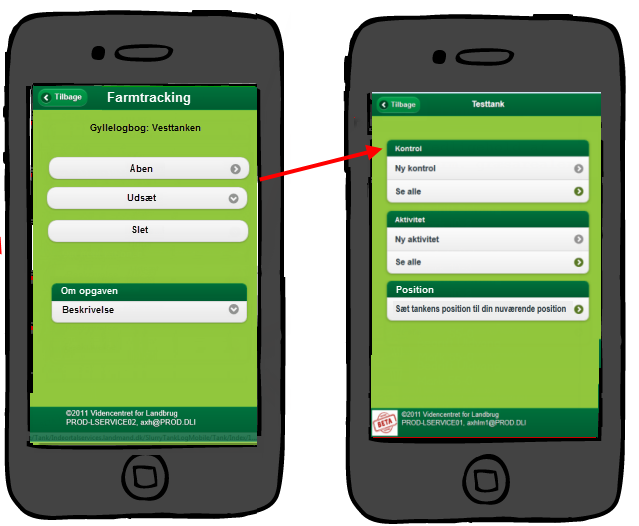 Tilbage
Farmtracking
Gyllelogbog: Vesttanken
Åben
Udsæt
Slet
Om opgaven
Beskrivelse
©2011 Videncentret for Landbrug
PROD-LSERVICE02, axh@PROD.DLI
Tilbage
Testtank
Kontrol
Ny kontrol
Se alle
Aktivitet
Ny aktivitet
Se alle
Position
Sæt tankens position til din nuværende position
BETA
©2011 Videncentret for Landbrug
PROD-LSERVICE01, axhlm1@PROD.DLI